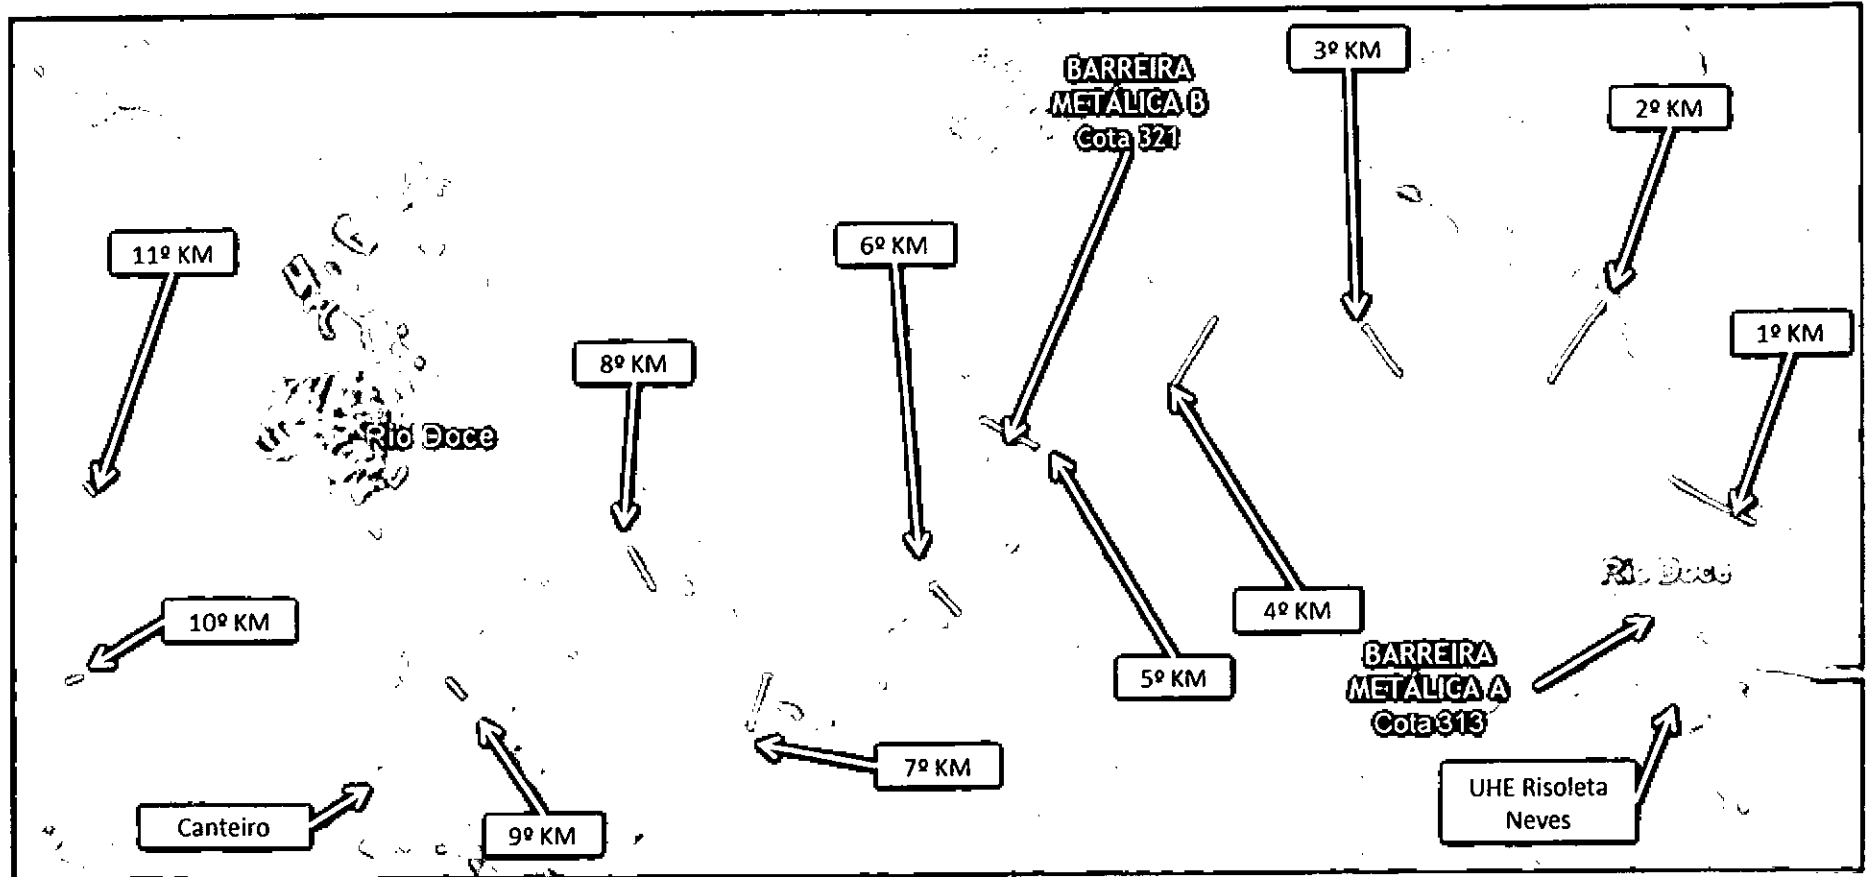 3º KM
BARREIRA
METÁLICA B
Cota 321
2º KM
11º KM
6º KM
1º KM
8º KM
Rio Doce
Rio Doce
10º KM
4º KM
BARREIRA
METÁLICA A
Cota 313
5º KM
7º KM
UHE Risoleta
Neves
Canteiro
9º KM